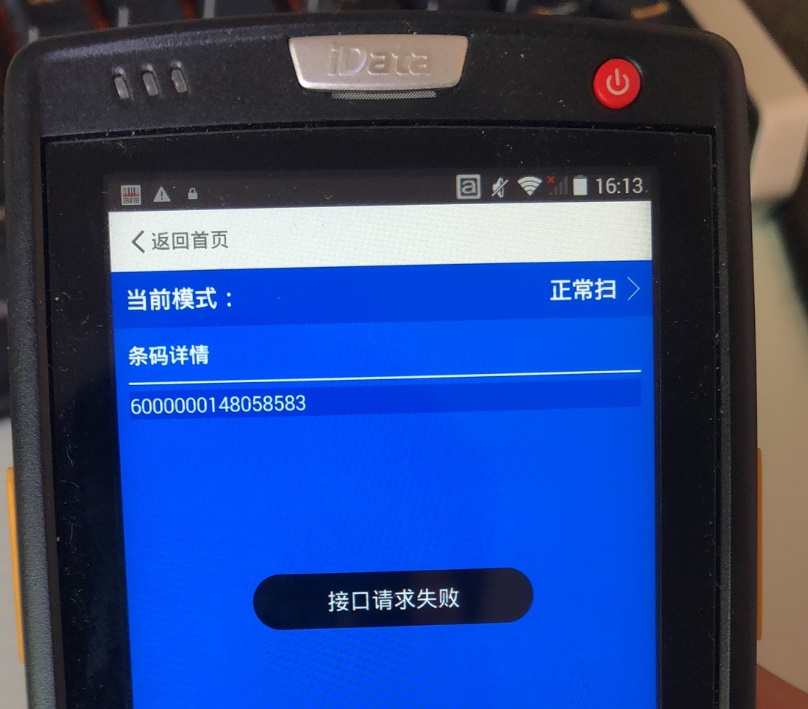 iData
a
16:13
返回首页
当前模式：
正常扫
条码详情
6000000148058583
接口请求失败